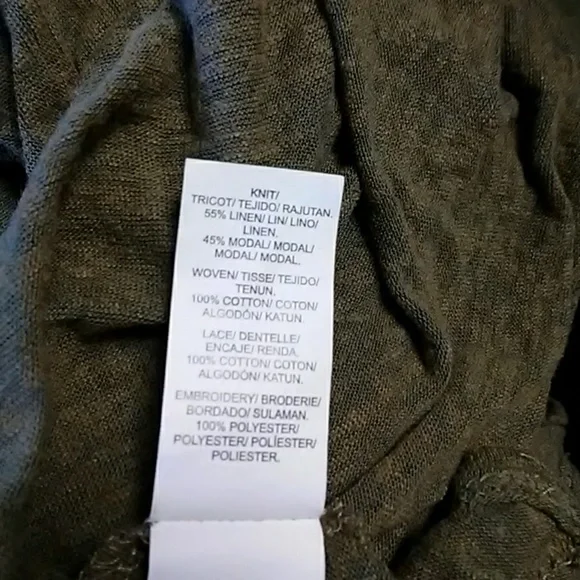 KNIT/
TRICOT/ TEJIDO/ RAJUTAN.
55% LINEN/ LIN/ LINO/
LINEN.
45% MODAL/ MODAL/
MODAL/ MODAL.
WOVEN/ TISSE/ TEJIDO/
TENUN.
100% COTTON/ COTON/
ALGODÓN/ KATUN.
LACE/ DENTELLE/
ENCAJE/ RENDA.
100% COTTON/ COTON/
ALGODÓN/ KATUN.
EMBROIDERY/ BRODERIE/
BORDADO/ SULAMAN.
100% POLYESTER/
POLYESTER/ POLÍESTER/
POLIESTER.